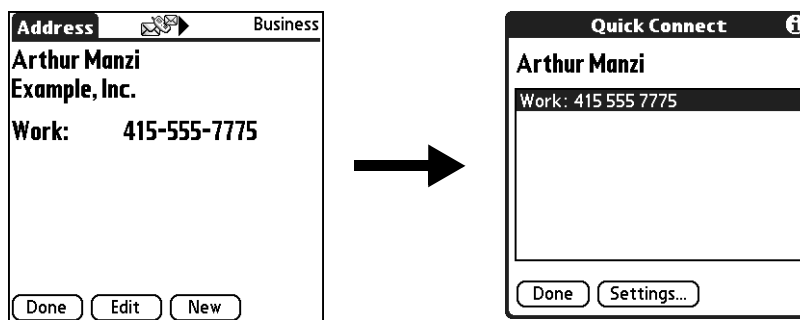 Address Business
Arthur Manzi
Example, Inc.
Work: 415-555-7775
Done Edit New
Quick Connect i
Arthur Manzi
Work: 415 555 7775
Done Settings...